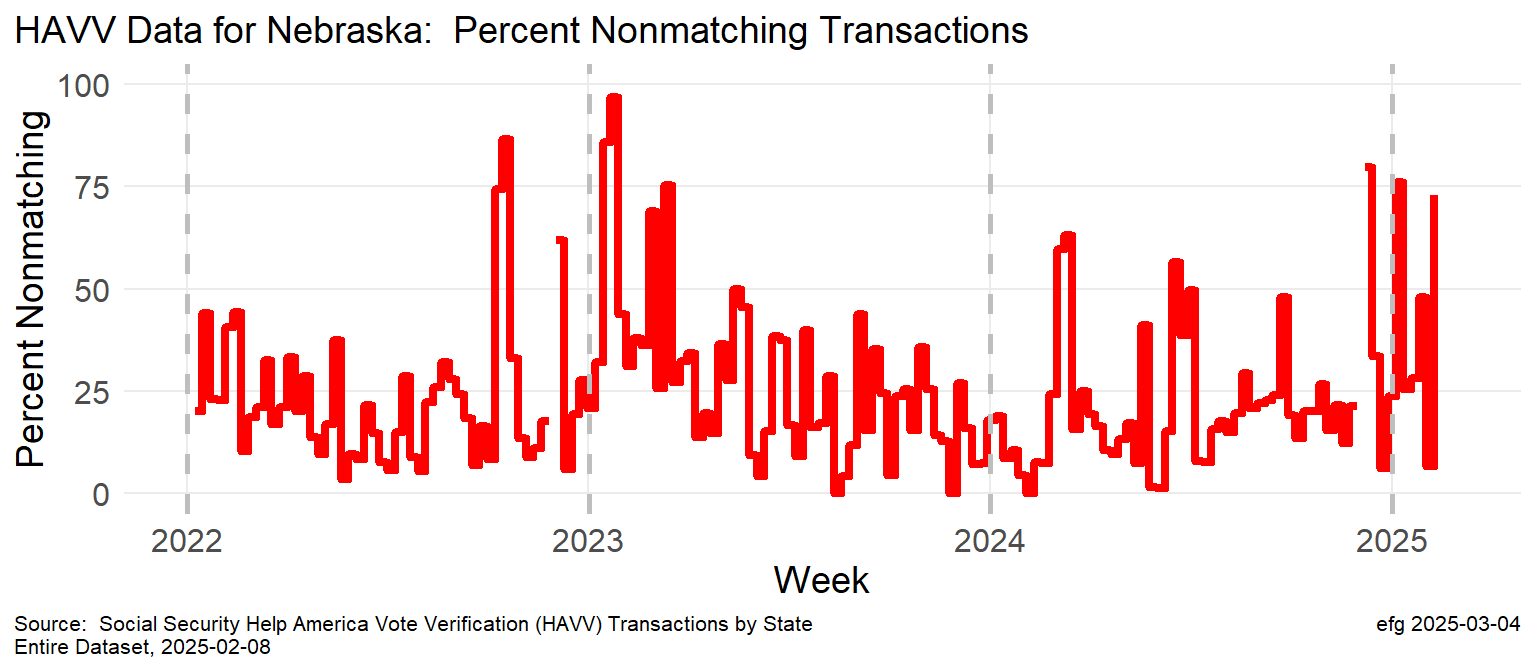 HAVV Data for Nebraska:  Percent Nonmatching Transactions
Percent Nonmatching
100
75
50
25
0
2022 2023 2024 2025
Week
Source:  Social Security Help America Vote Verification (HAVV) Transactions by State
Entire Dataset, 2025-02-08
efg 2025-03-04